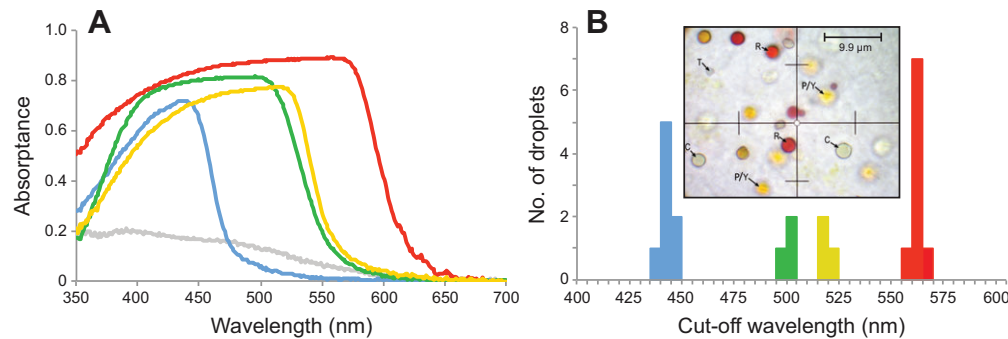 A
1.0
0.8
0.6
0.4
0.2
0
Absorptance
350
400
450
500
550
600
700
Wavelength (nm)
B
8
6
4
2
0
No. of droplets
R
9.9 µm
T
P/Y
R
C
C
P/Y
400
425
450
475
500
525
550
575
600
Cut-off wavelength (nm)